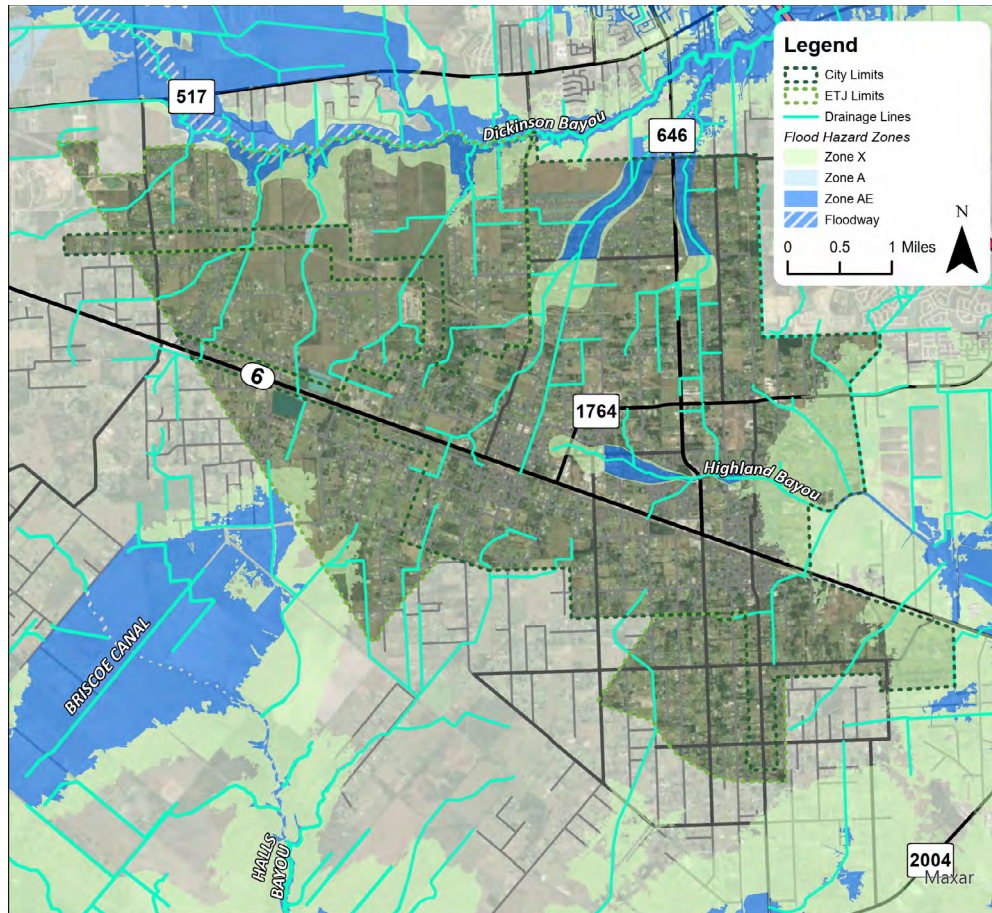 Legend
City Limits
ETJ Limits
Drainage Lines
Flood Hazard Zones
Zone X
Zone A
Zone AE
Floodway
N
0 0.5 1 Miles
517
Dickinson Bayou
646
6
1764
Highland Bayou
BRISCOE CANAL
HALLS
BAYOU
2004
Maxar